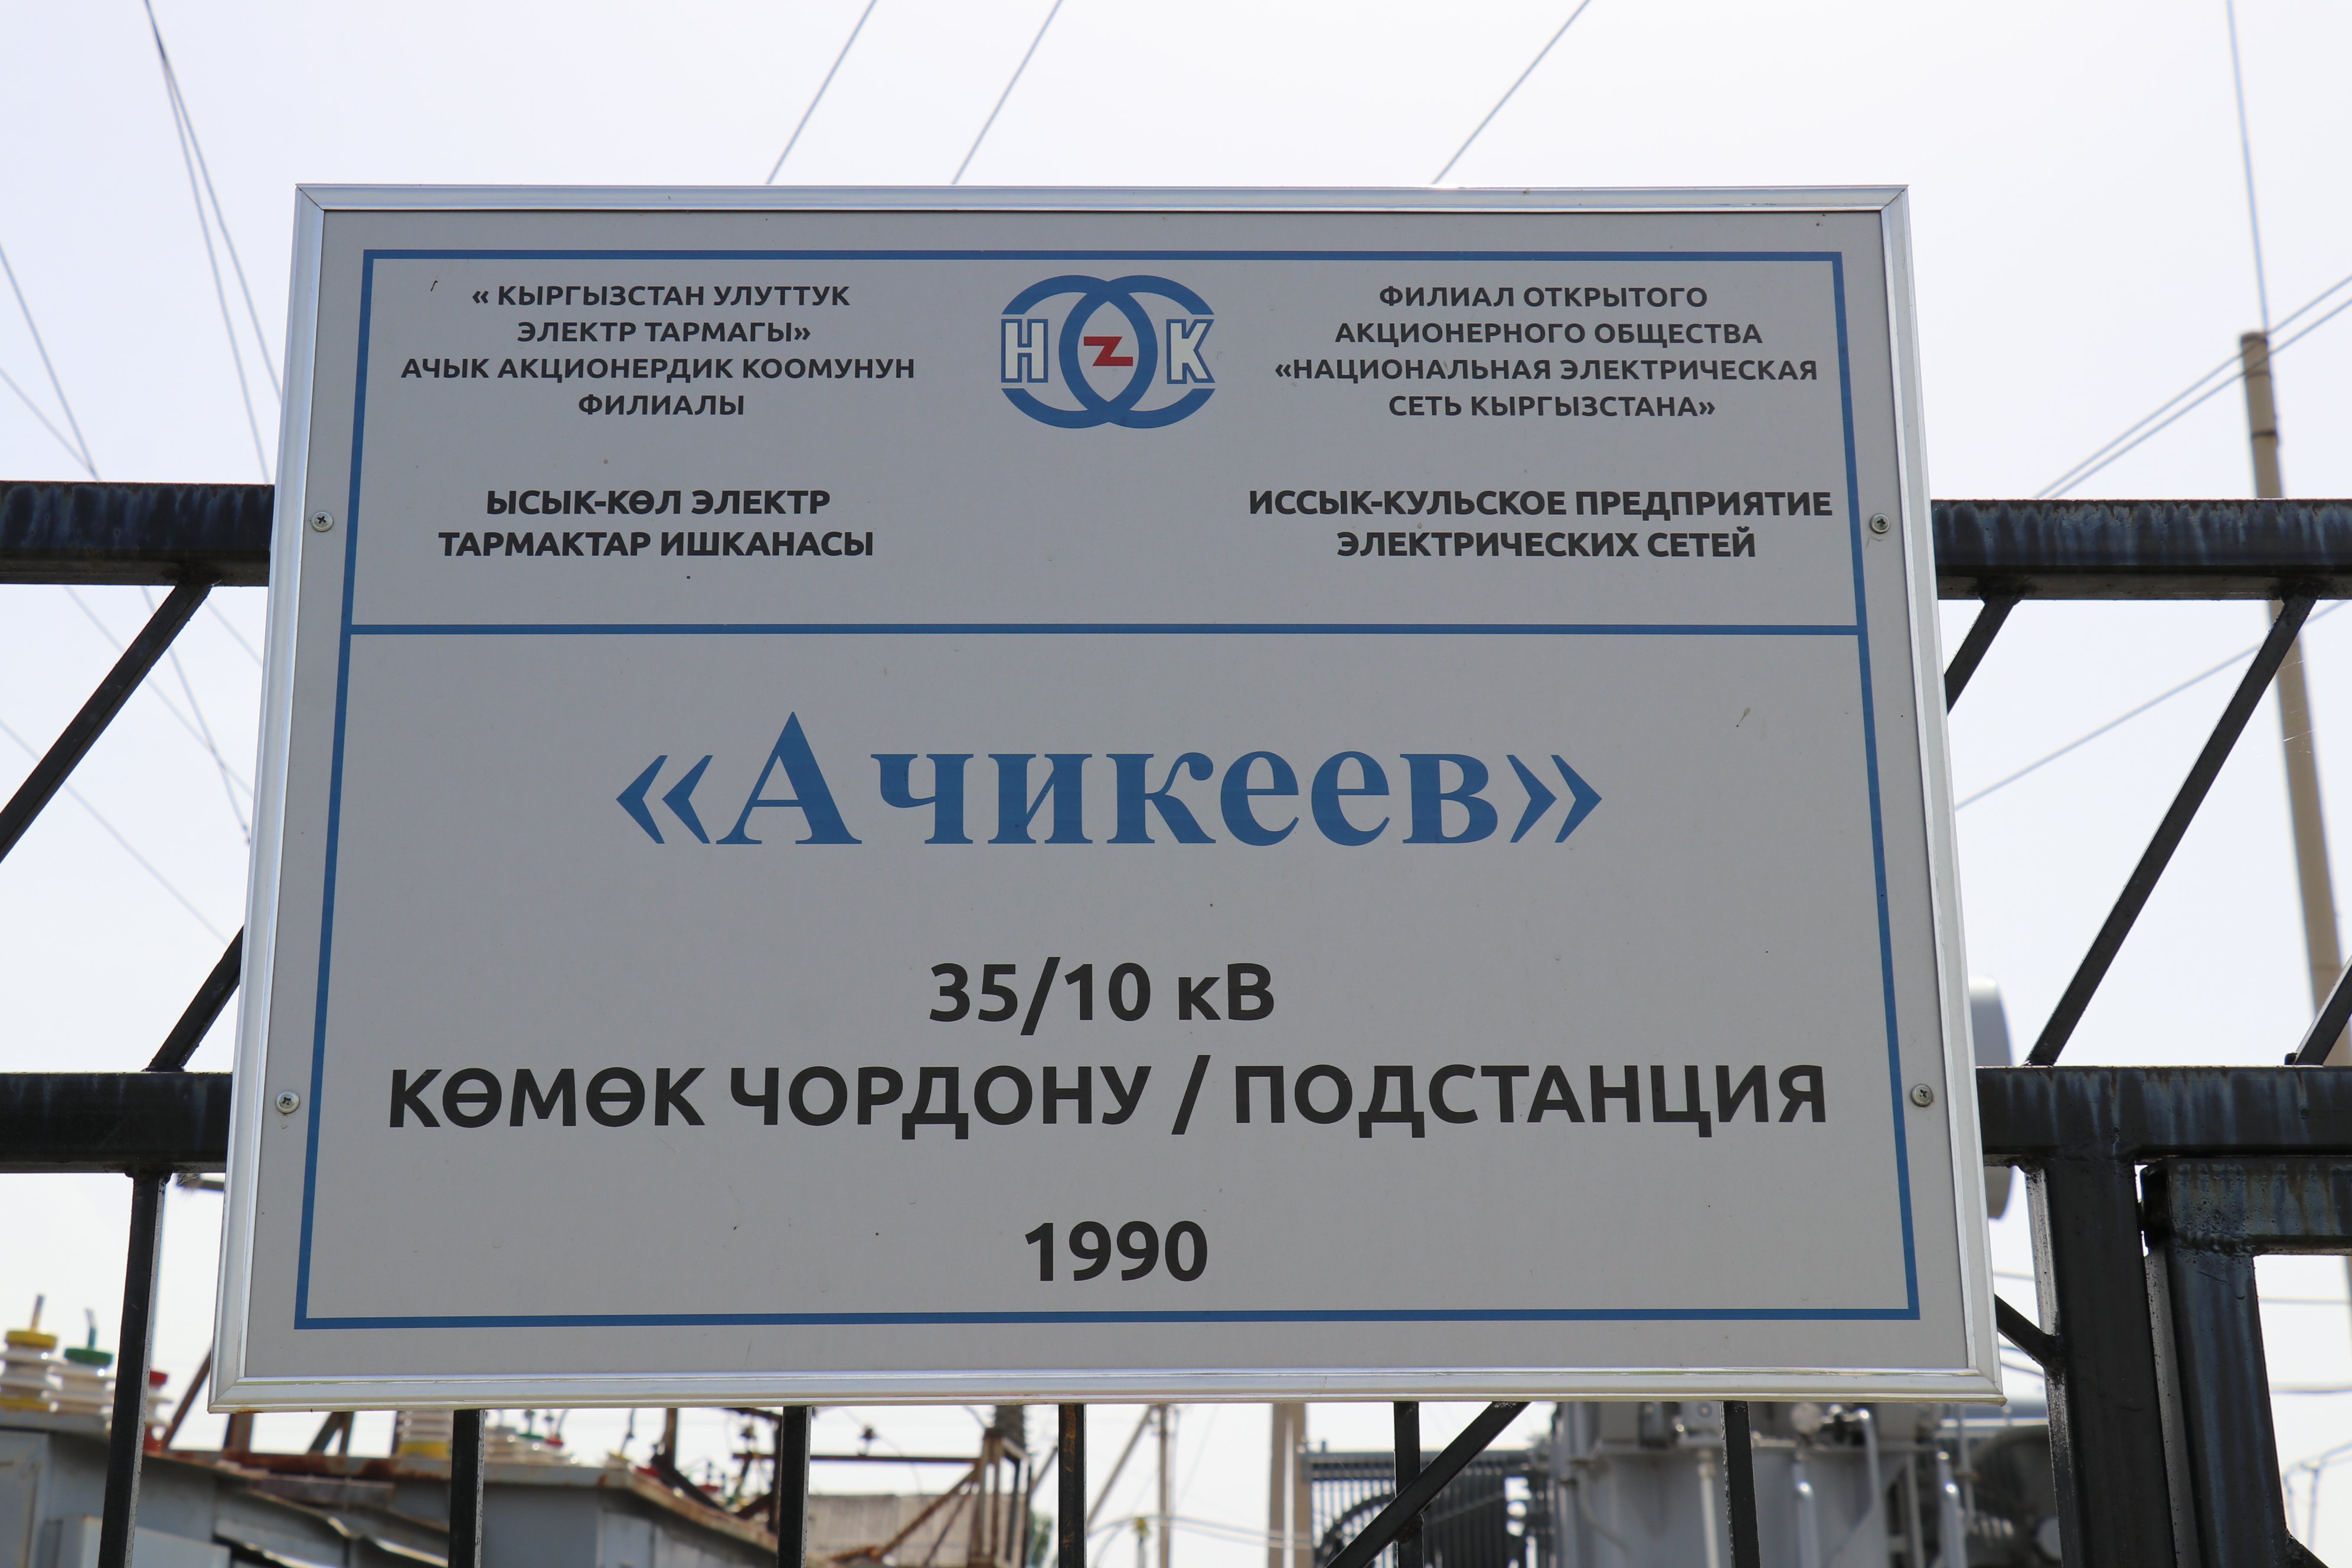 « КЫРГЫЗСТАН УЛУТТУК
ЭЛЕКТР ТАРМАГЫ»
АЧЫК АКЦИОНЕРДИК КООМУНУН
ФИЛИАЛЫ
ЫСЫК-КӨЛ ЭЛЕКТР
ТАРМАКТАР ИШКАНАСЫ
НZК
ФИЛИАЛ ОТКРЫТОГО
АКЦИОНЕРНОГО ОБЩЕСТВА
«НАЦИОНАЛЬНАЯ ЭЛЕКТРИЧЕСКАЯ
СЕТЬ КЫРГЫЗСТАНА»
ИССЫК-КУЛЬСКОЕ ПРЕДПРИЯТИЕ
ЭЛЕКТРИЧЕСКИХ СЕТЕЙ
«Ачикеев»
35/10 кВ
КӨМӨК ЧОРДОНУ / ПОДСТАНЦИЯ
1990